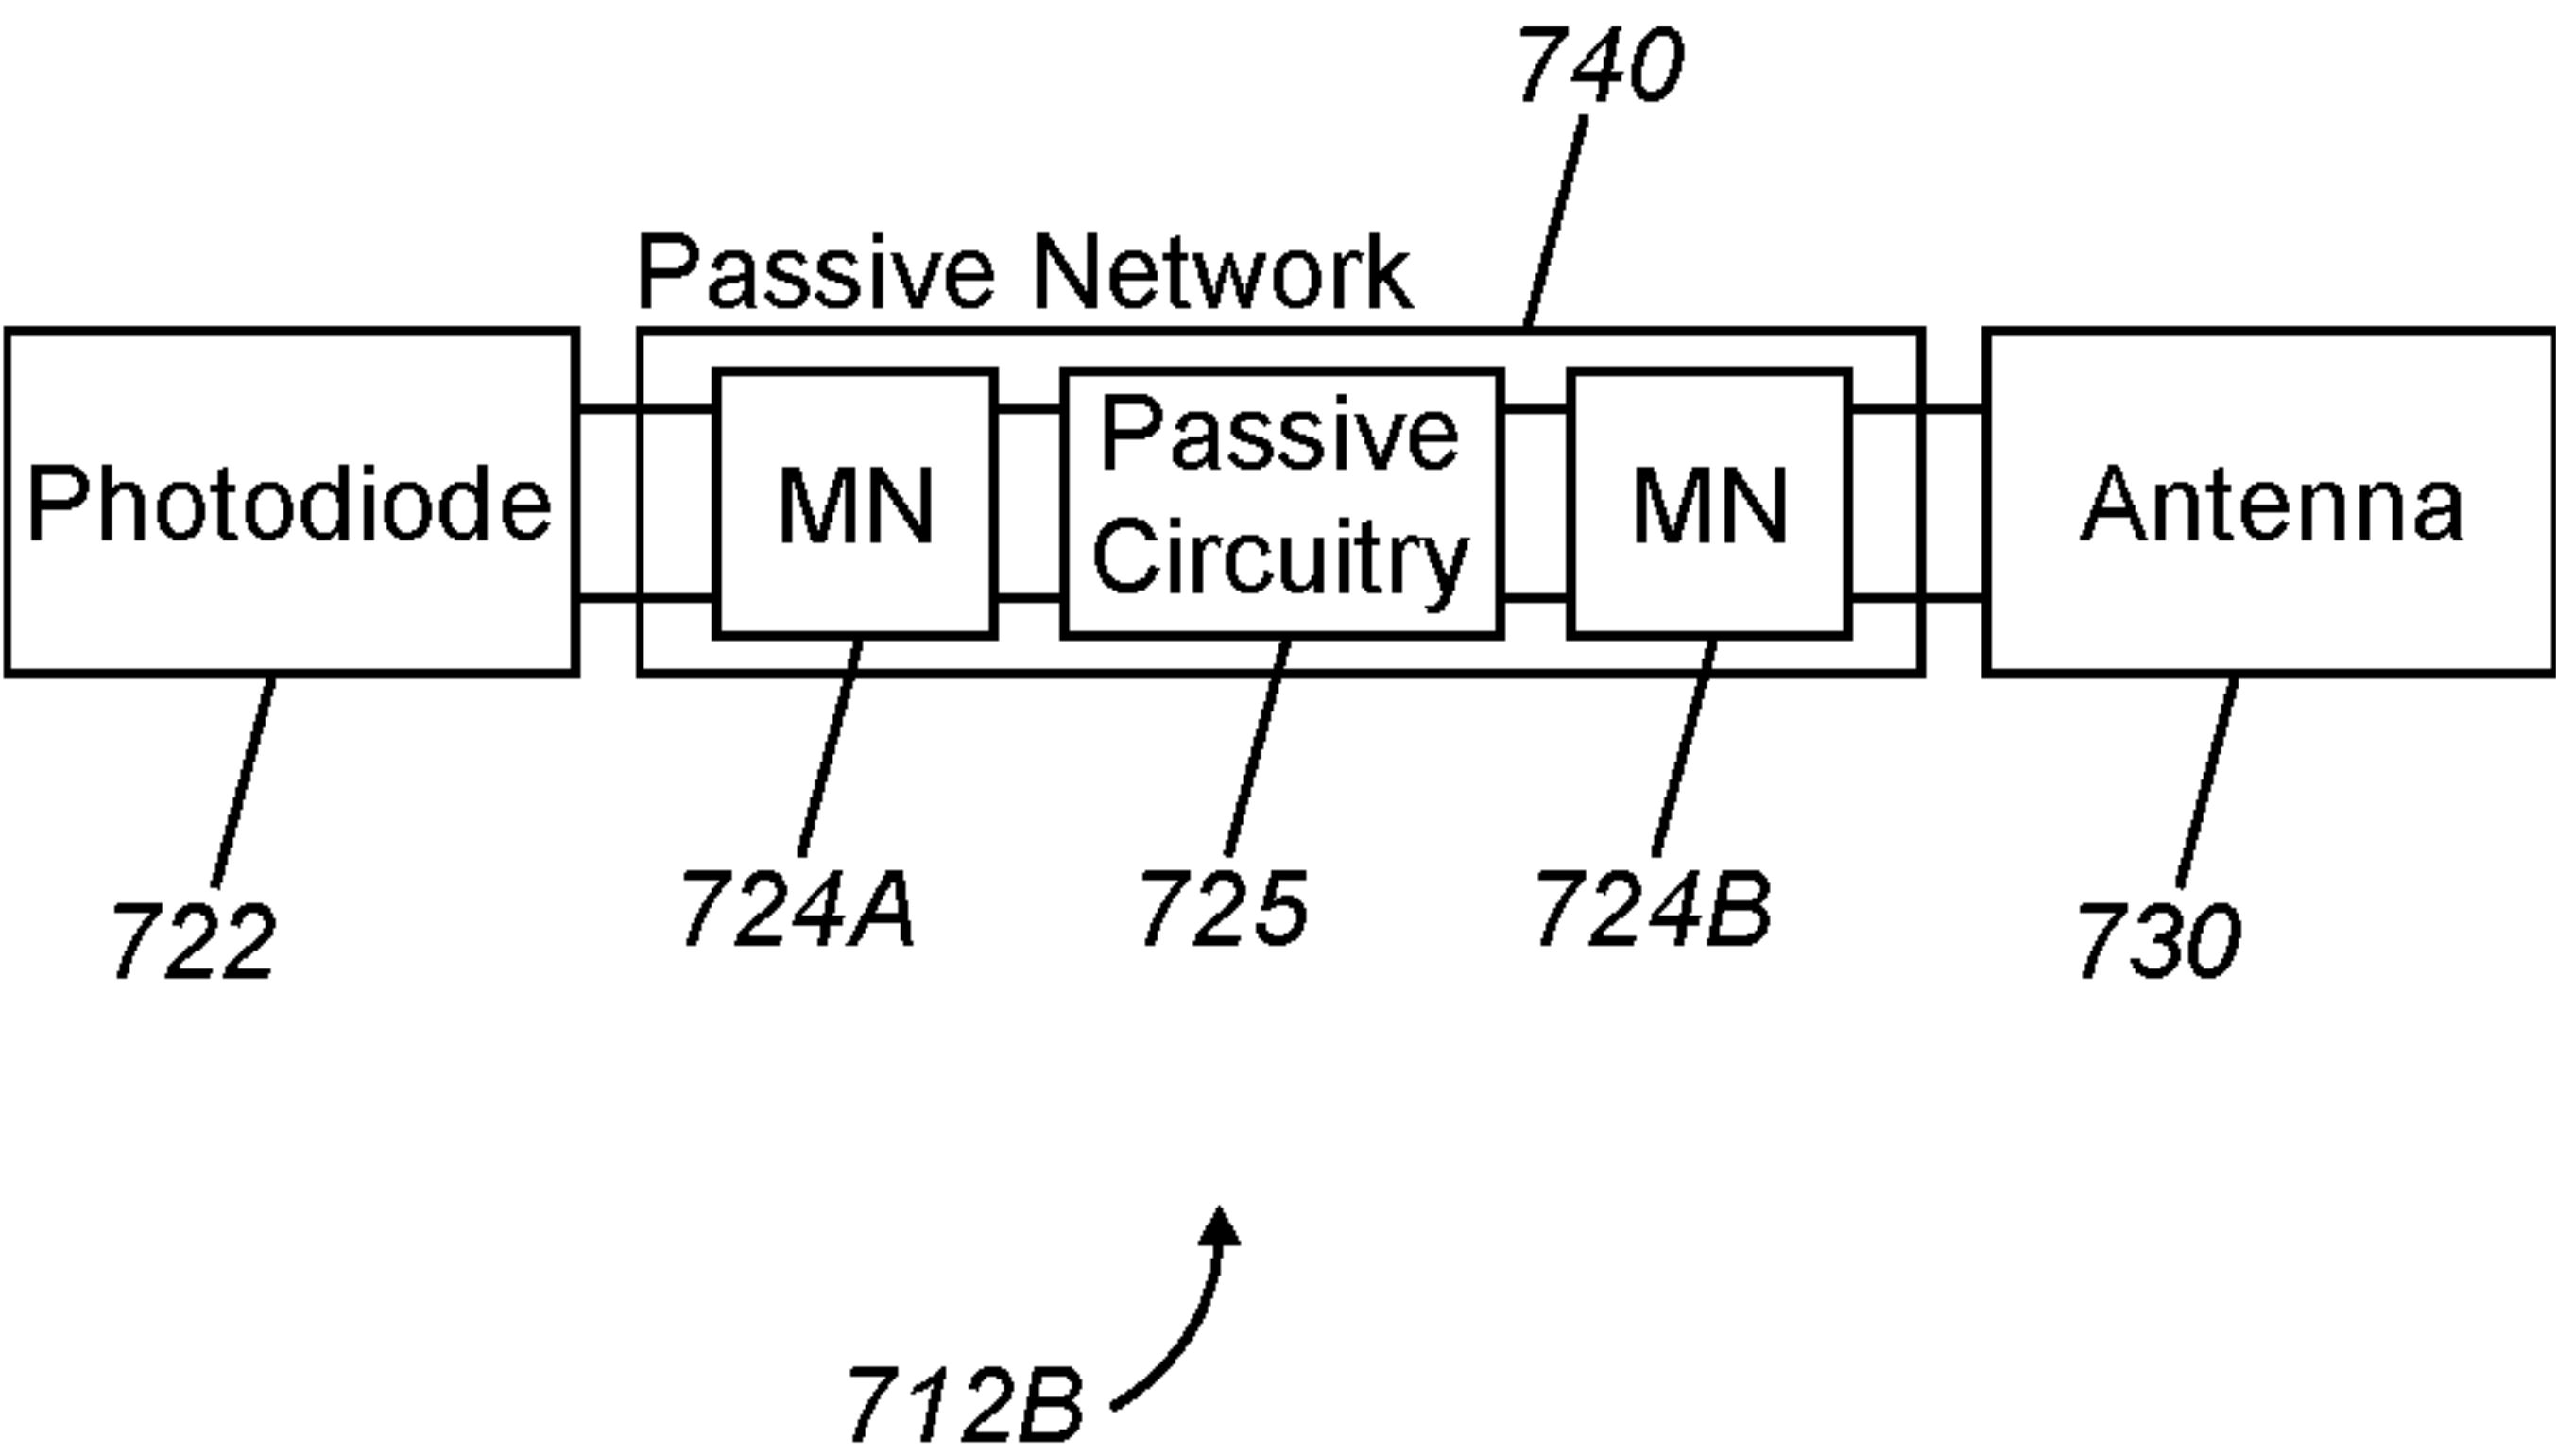 740
Passive Network
Photodiode
MN
Passive
Circuitry
MN
Antenna
722
724A
725
724B
730
712B